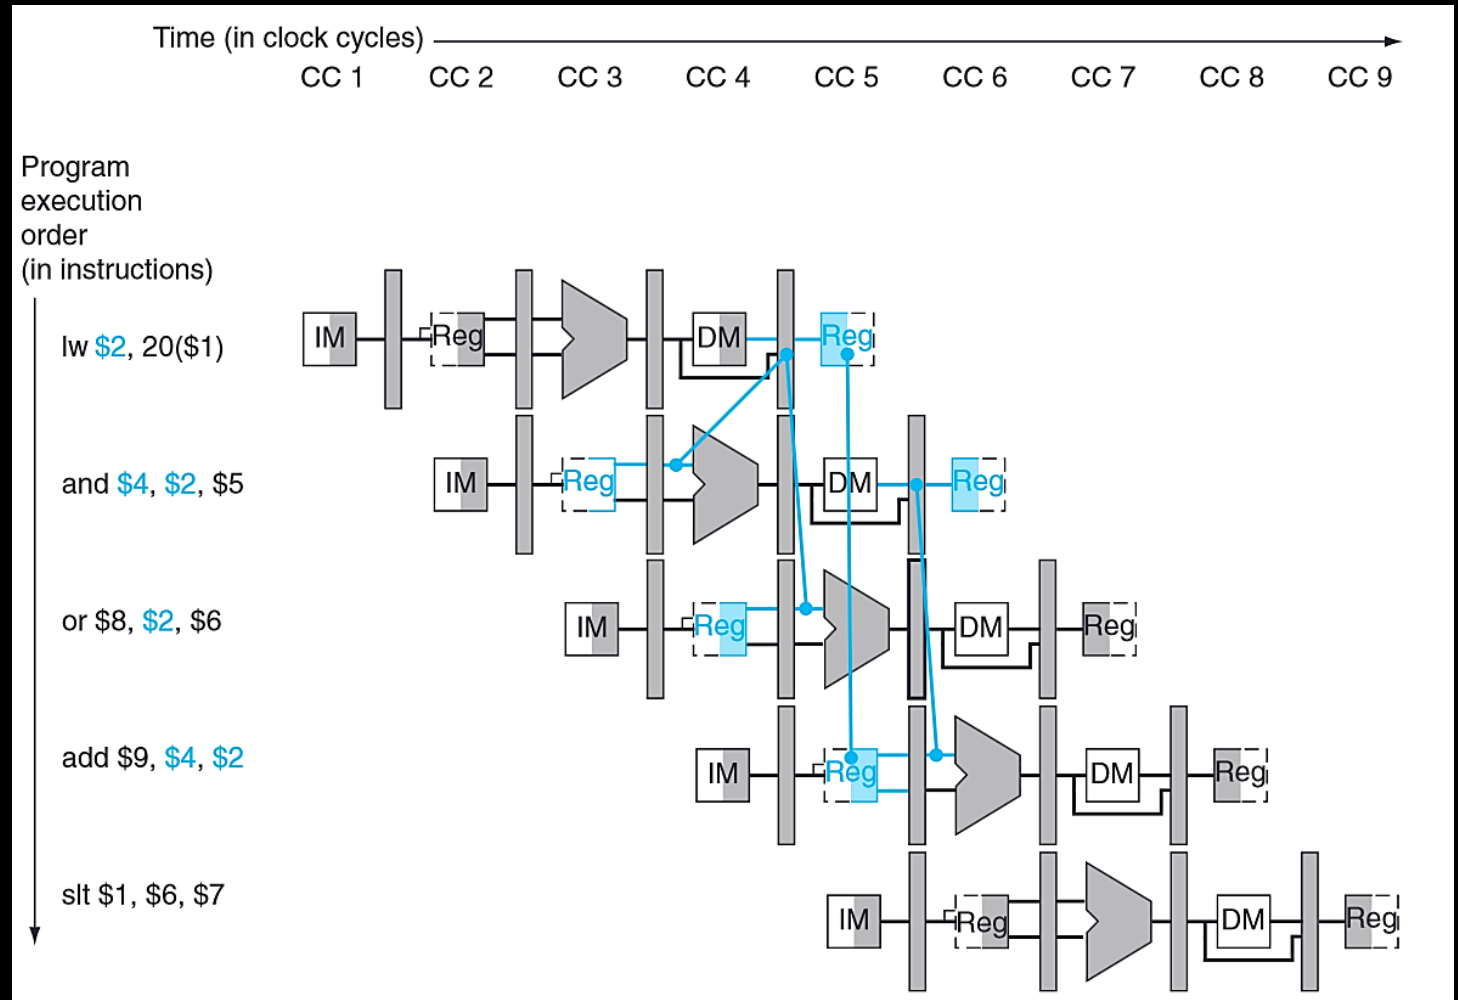 Time (in clock cycles)
CC 1 CC 2 CC 3 CC 4 CC 5 CC 6 CC 7 CC 8 CC 9
Program
execution
order
(in instructions)
lw $2, 20($1)
IM Reg DM Reg
and $4, $2, $5
IM Reg DM Reg
or $8, $2, $6
IM Reg DM Reg
add $9, $4, $2
IM Reg DM Reg
slt $1, $6, $7
IM Reg DM Reg